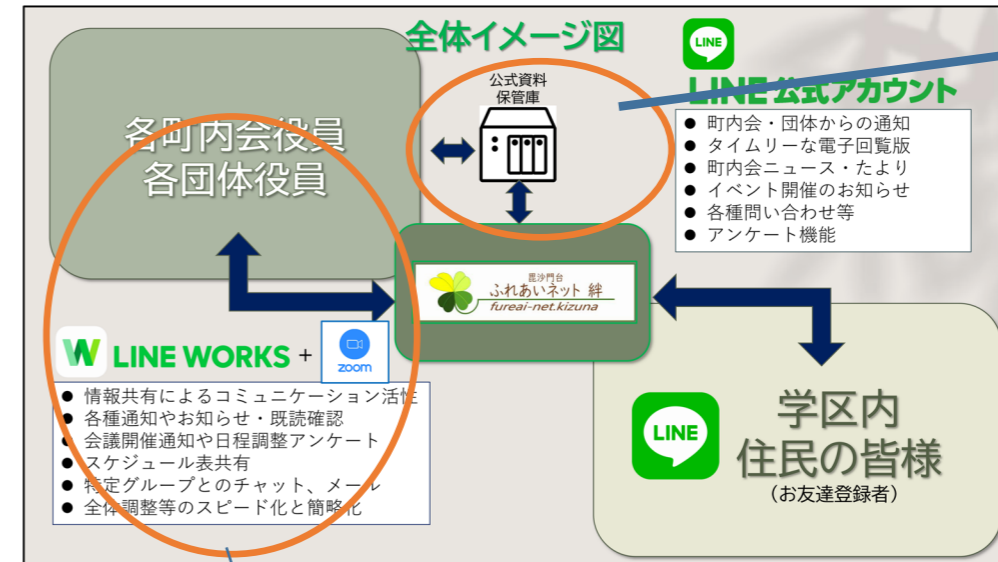 全体イメージ図
各町内会役員
各団体役員
公式資料
保管庫
LINE
LINE公式アカウント
● 町内会・団体からの通知
● タイムリーな電子回覧版
● 町内会ニュース・たより
● イベント開催のお知らせ
● 各種問い合わせ等
● アンケート機能
毘沙門台
ふれあいネット 絆
fureai-net.kizuna
W LINE WORKS +
zoom
● 情報共有によるコミュニケーション活性
● 各種通知やお知らせ・既読確認
● 会議開催通知や日程調整アンケート
● スケジュール表共有
● 特定グループとのチャット、メール
● 全体調整等のスピード化と簡略化
LINE
学区内
住民の皆様
（お友達登録者）